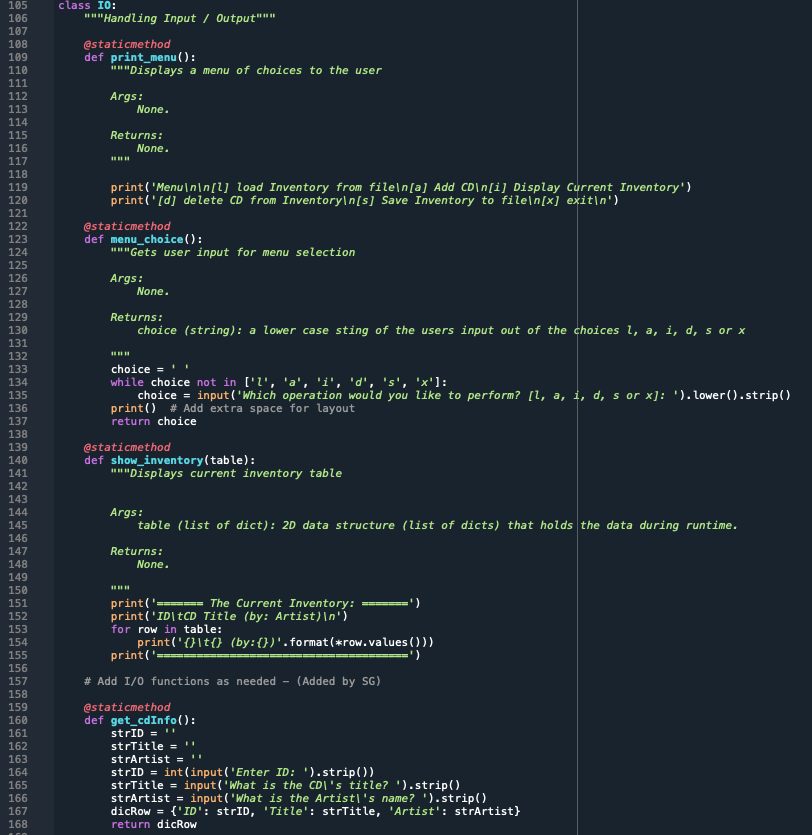 105 class IO:
106     """Handling Input / Output"""
107
108     @staticmethod
109     def print_menu():
110         """Displays a menu of choices to the user
111
112         Args:
113             None.
114
115         Returns:
116             None.
117         """
118
119         print('Menu\n\n[l] load Inventory from file\n[a] Add CD\n[i] Display Current Inventory')
120         print('[d] delete CD from Inventory\n[s] Save Inventory to file\n[x] exit\n')
121
122     @staticmethod
123     def menu_choice():
124         """Gets user input for menu selection
125
126         Args:
127             None.
128
129         Returns:
130             choice (string): a lower case sting of the users input out of the choices l, a, i, d, s or x
131
132         """
133         choice = ' '
134         while choice not in ['l', 'a', 'i', 'd', 's', 'x']:
135             choice = input('Which operation would you like to perform? [l, a, i, d, s or x]: ').lower().strip()
136         print()  # Add extra space for layout
137         return choice
138
139     @staticmethod
140     def show_inventory(table):
141         """Displays current inventory table
142
143
144         Args:
145             table (list of dict): 2D data structure (list of dicts) that holds the data during runtime.
146
147         Returns:
148             None.
149
150         """
151         print('======= The Current Inventory: =======')
152         print('ID\tCD Title (by: Artist)\n')
153         for row in table:
154             print('{}\t{} (by:{})'.format(*row.values()))
155         print('======================================')
156
157     # Add I/O functions as needed – (Added by SG)
158
159     @staticmethod
160     def get_cdInfo():
161         strID = ''
162         strTitle = ''
163         strArtist = ''
164         strID = int(input('Enter ID: ').strip())
165         strTitle = input('What is the CD\'s title? ').strip()
166         strArtist = input('What is the Artist\'s name? ').strip()
167         dicRow = {'ID': strID, 'Title': strTitle, 'Artist': strArtist}
168         return dicRow